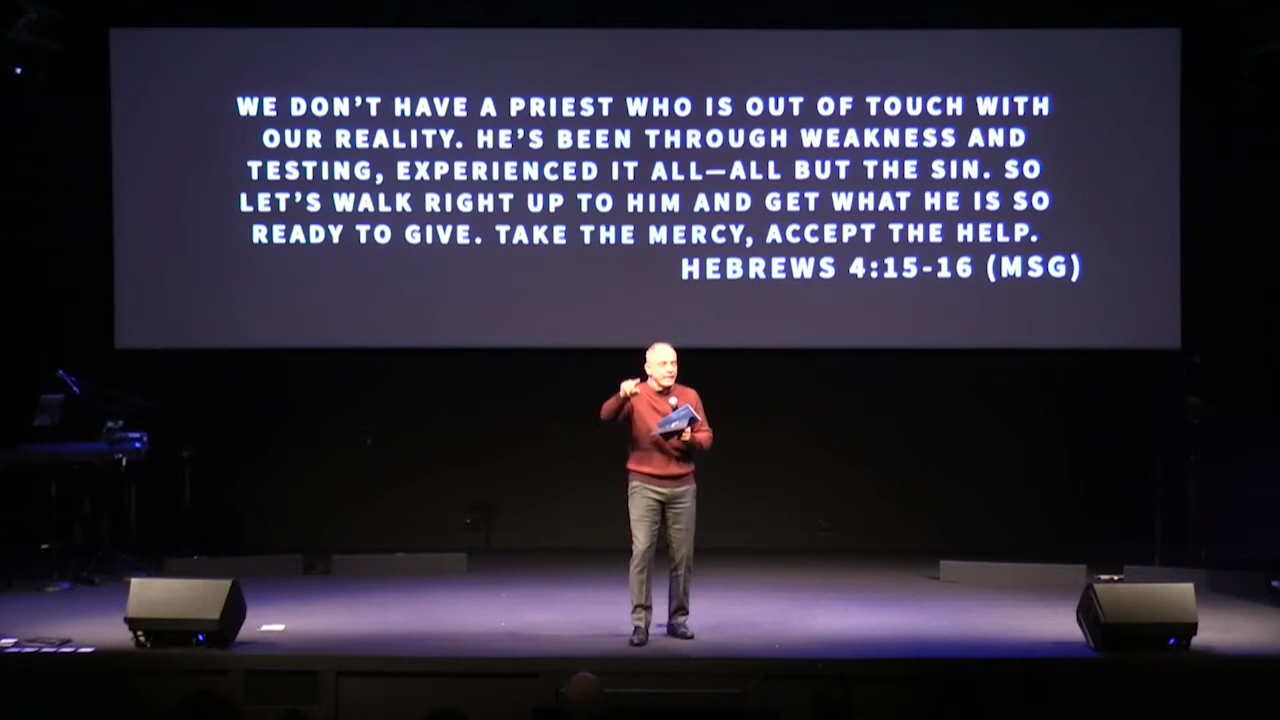 WE DON'T HAVE A PRIEST WHO IS OUT OF TOUCH WITH
OUR REALITY. HE'S BEEN THROUGH WEAKNESS AND
TESTING, EXPERIENCED IT ALL—ALL BUT THE SIN. SO
LET'S WALK RIGHT UP TO HIM AND GET WHAT HE IS SO
READY TO GIVE. TAKE THE MERCY, ACCEPT THE HELP.
HEBREWS 4:15-16 (MSG)